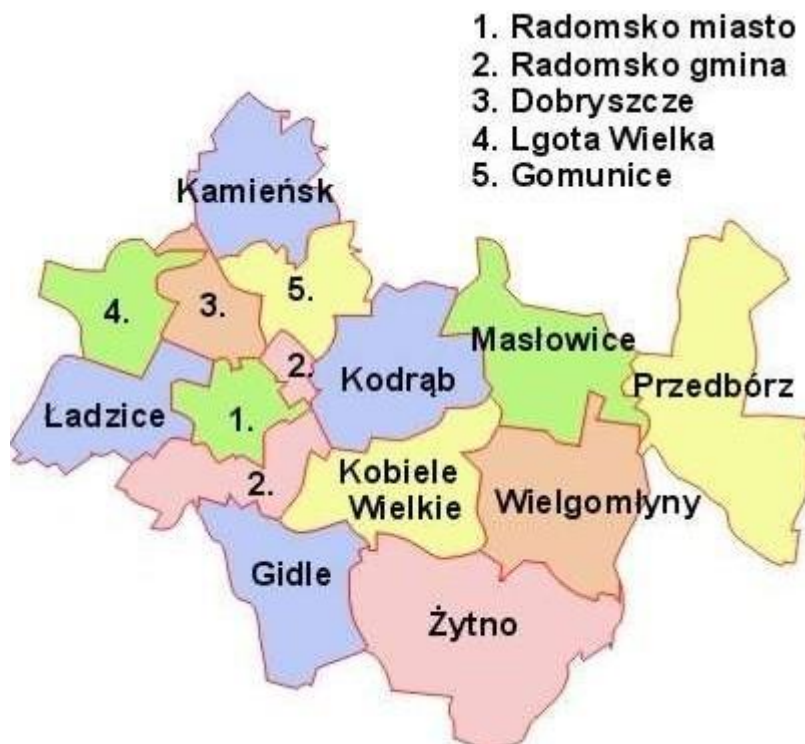 1. Radomsko miasto
2. Radomsko gmina
3. Dobryszcze
4. Lgota Wielka
5. Gomunice
Kamieńsk
5.
4.
3.
Masłowice
2.
Kodrąb
Przedbórz
Ładzice
1.
Kobiele
Wielkie
2.
Wielgomłyny
Gidle
Żytno